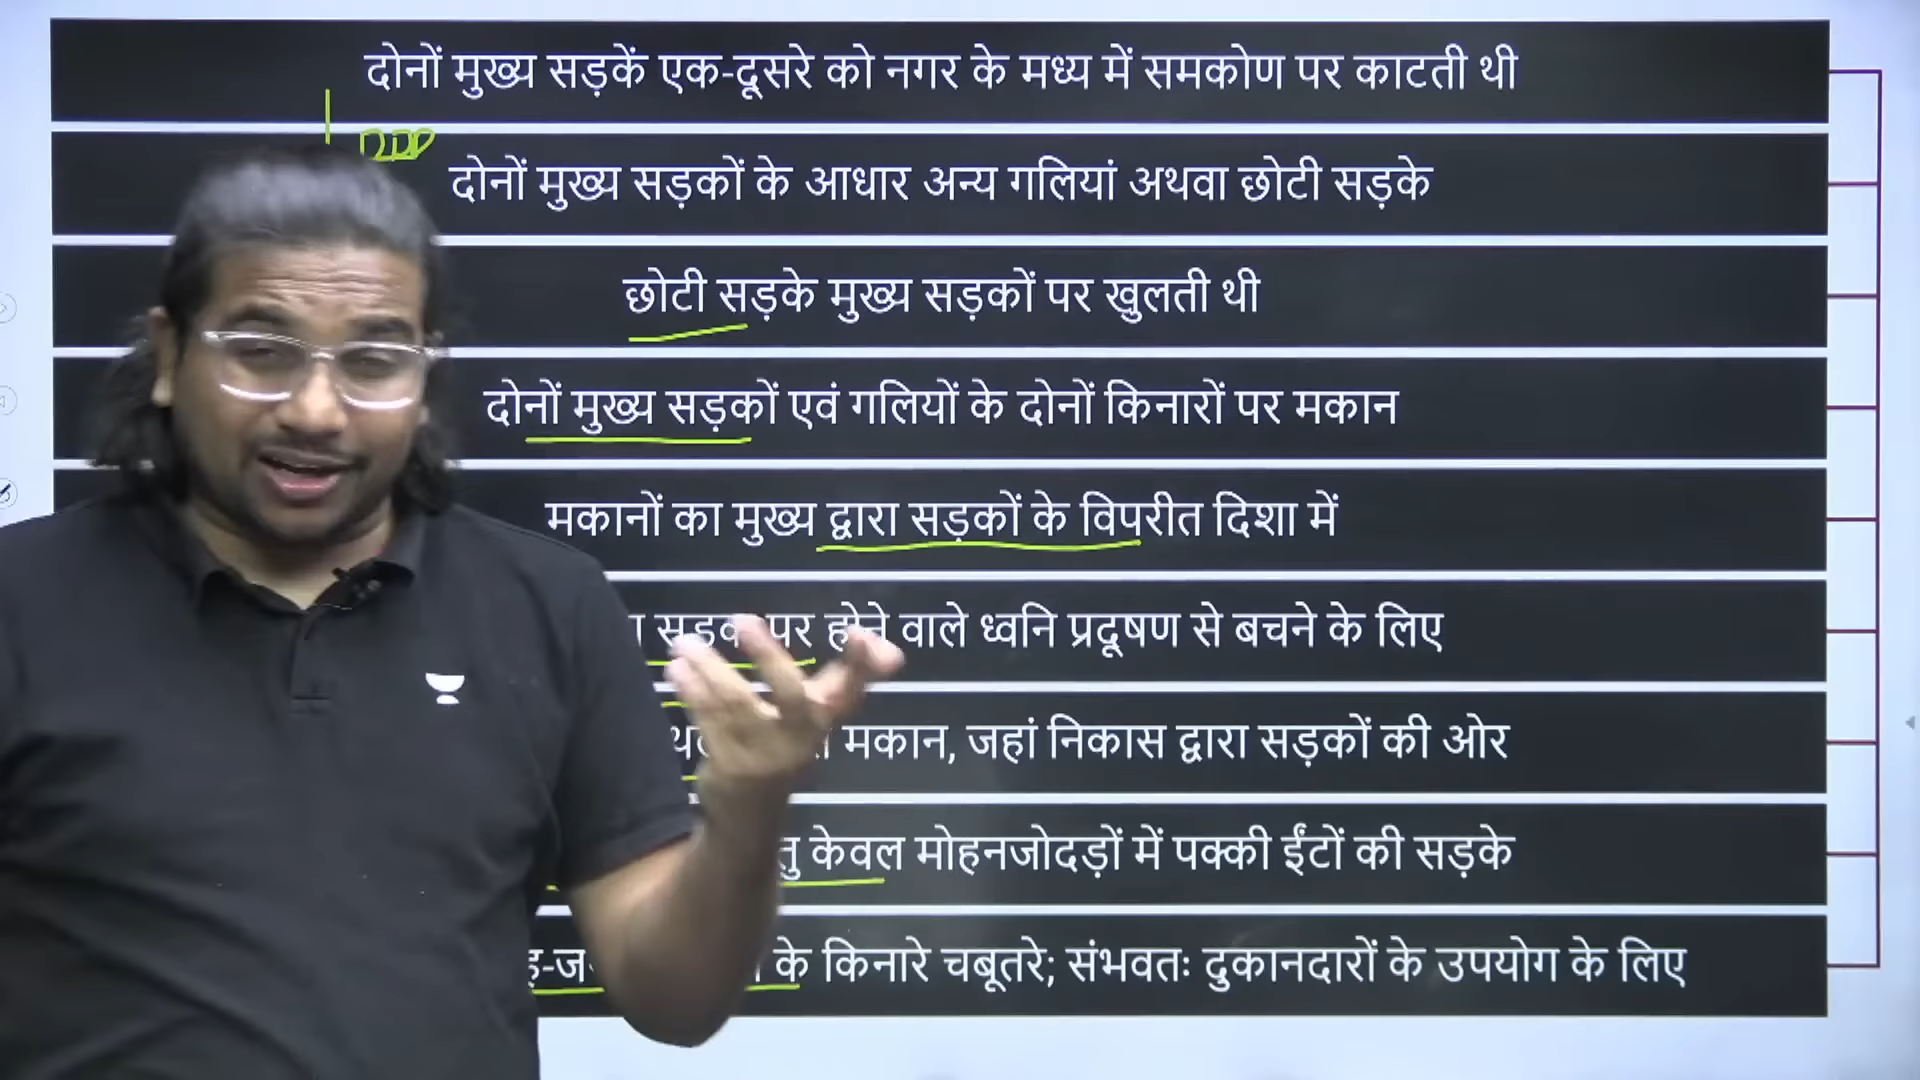 दोनों मुख्य सड़कें एक-दूसरे को नगर के मध्य में समकोण पर काटती थी
दोनों मुख्य सड़कों के आधार अन्य गलियां अथवा छोटी सड़के
छोटी सड़के मुख्य सड़कों पर खुलती थी
दोनों मुख्य सड़कों एवं गलियों के दोनों किनारों पर मकान
मकानों का मुख्य द्वारा सड़कों के विपरीत दिशा में
पर होने वाले ध्वनि प्रदूषण से बचने के लिए
मकान, जहां निकास द्वारा सड़कों की ओर
केवल मोहनजोदड़ों में पक्की ईंटों की सड़के
के किनारे चबूतरे; संभवतः दुकानदारों के उपयोग के लिए